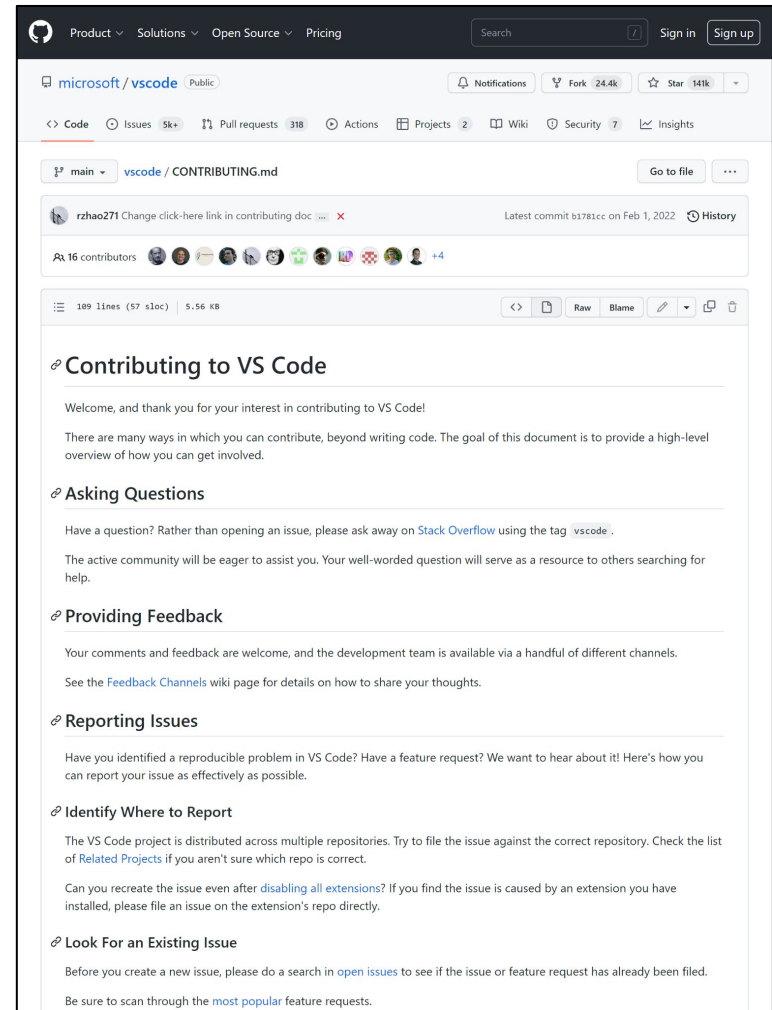 Product Solutions Open Source Pricing Search / Sign in Sign up
microsoft / vscode Public Notifications Fork 24.4k Star 141k
<> Code Issues 5k+ Pull requests 318 Actions Projects 2 Wiki Security 7 Insights
main vscode / CONTRIBUTING.md Go to file ...
rzhao271 Change click-here link in contributing doc ... Latest commit b1781cc on Feb 1, 2022 History
16 contributors +4
109 lines (57 sloc) | 5.56 KB <> Raw Blame
Contributing to VS Code
Welcome, and thank you for your interest in contributing to VS Code!
There are many ways in which you can contribute, beyond writing code. The goal of this document is to provide a high-level
overview of how you can get involved.
Asking Questions
Have a question? Rather than opening an issue, please ask away on Stack Overflow using the tag vscode .
The active community will be eager to assist you. Your well-worded question will serve as a resource to others searching for
help.
Providing Feedback
Your comments and feedback are welcome, and the development team is available via a handful of different channels.
See the Feedback Channels wiki page for details on how to share your thoughts.
Reporting Issues
Have you identified a reproducible problem in VS Code? Have a feature request? We want to hear about it! Here's how you
can report your issue as effectively as possible.
Identify Where to Report
The VS Code project is distributed across multiple repositories. Try to file the issue against the correct repository. Check the list
of Related Projects if you aren't sure which repo is correct.
Can you recreate the issue even after disabling all extensions? If you find the issue is caused by an extension you have
installed, please file an issue on the extension's repo directly.
Look For an Existing Issue
Before you create a new issue, please do a search in open issues to see if the issue or feature request has already been filed.
Be sure to scan through the most popular feature requests.